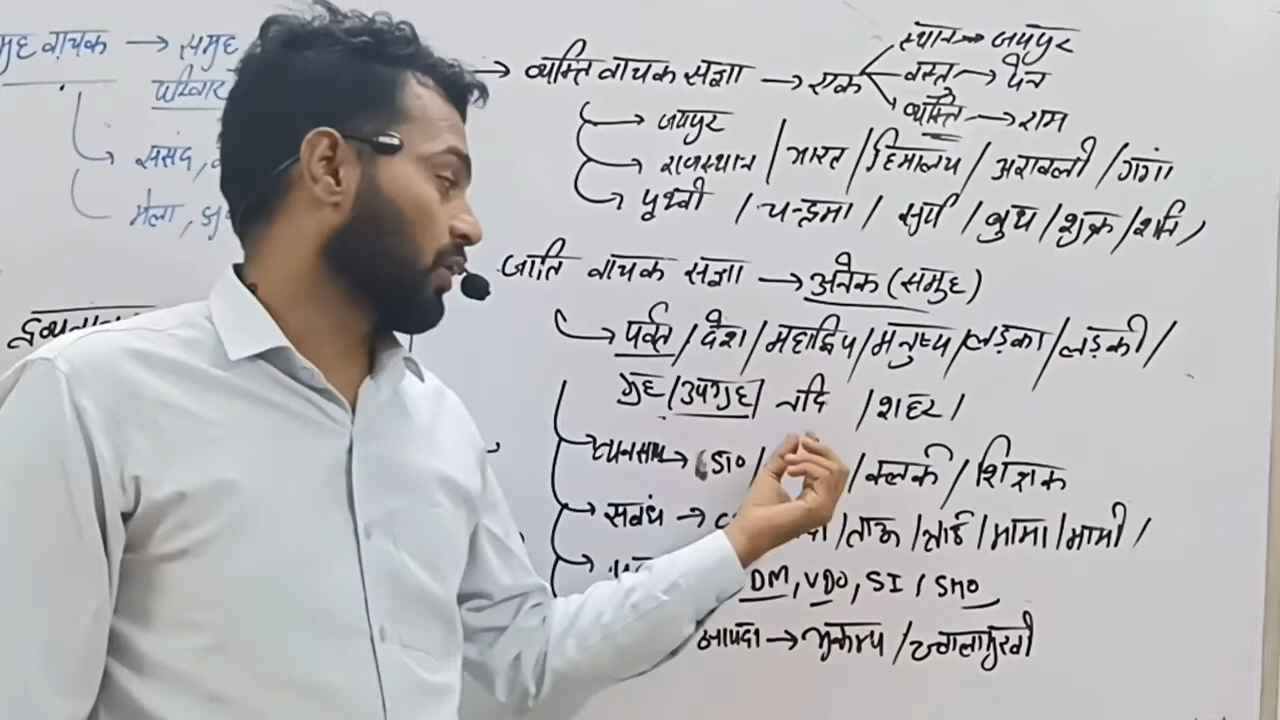 वाचक → समुह
परिवार
संसद,
मेला,
→ व्यक्ति वाचक संज्ञा → एक
स्थान → जयपुर
वस्तु → पेन
व्यक्ति → राम
→ जयपुर
→ राजस्थान / भारत / हिमालय / अरावली / गंगा
→ पृथ्वी / चन्द्रमा / सुर्य / बुध / शुक्र / शनि /
जाति वाचक संज्ञा → अनेक (समुह)
→ पर्वत / देश / महाद्विप / मनुष्य / लड़का / लड़की /
ग्रह / उपग्रह / नदि / शहर /
/ क्लर्क / शिक्षक
सबंध → / ताऊ / ताई / मामा / मामी /
DM, VDO, SI / SHO
आपदा → भुकम्प / ज्वालामुखी